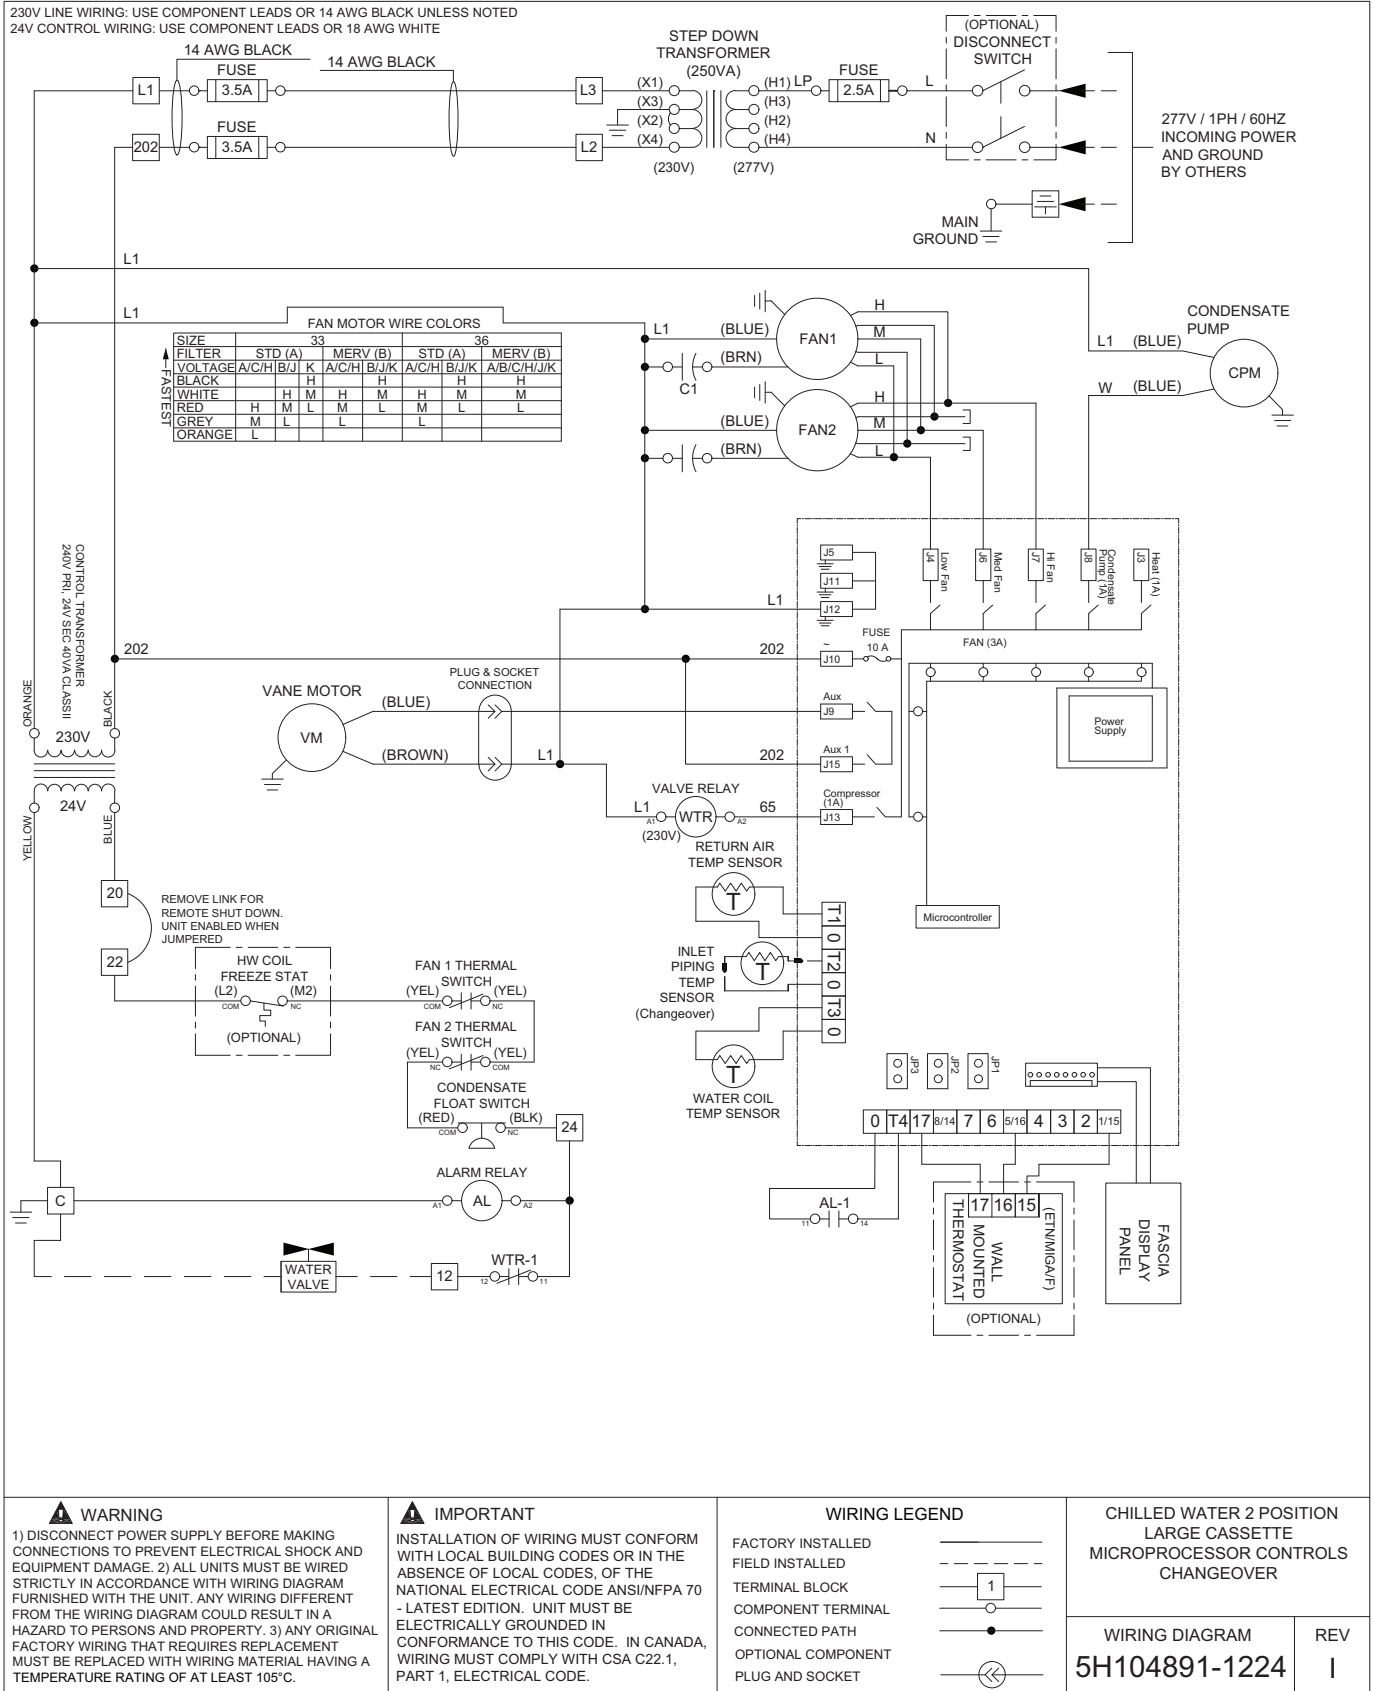 230V LINE WIRING: USE COMPONENT LEADS OR 14 AWG BLACK UNLESS NOTED
24V CONTROL WIRING: USE COMPONENT LEADS OR 18 AWG WHITE
14 AWG BLACK
14 AWG BLACK
L1
FUSE
3.5A
202
FUSE
3.5A
L3
L2
STEP DOWN
TRANSFORMER
(250VA)
(X1)
(X3)
(X2)
(X4)
(H1)
(H3)
(H2)
(H4)
(230V)
(277V)
LP
FUSE
2.5A
L
N
(OPTIONAL)
DISCONNECT
SWITCH
277V / 1PH / 60HZ
INCOMING POWER
AND GROUND
BY OTHERS
MAIN
GROUND
L1
L1
FAN MOTOR WIRE COLORS
SIZE 33 36
FILTER STD (A) MERV (B) STD (A) MERV (B)
VOLTAGE A/C/H B/J K A/C/H B/J/K A/C/H B/J/K A/B/C/H/J/K
BLACK H H H H
WHITE H M H M H M M
RED H M L M L M L L
GREY M L L L
ORANGE L
FASTEST
L1
(BLUE)
(BRN)
C1
FAN1
H
M
L
(BLUE)
(BRN)
FAN2
H
M
L
CONDENSATE
PUMP
L1 (BLUE)
W (BLUE)
CPM
CONTROL TRANSFORMER
240V PRI, 24V SEC 40VA CLASSII
ORANGE
BLACK
230V
24V
YELLOW
BLUE
202
VANE MOTOR
VM
(BLUE)
(BROWN)
PLUG & SOCKET
CONNECTION
L1
L1
202
202
J5
J11
J12
~
J10
FUSE
10 A
Aux
J9
Aux 1
J15
Compressor
(1A)
J13
J4
Low Fan
J6
Med Fan
J7
Hi Fan
J8
Condensate
Pump (1A)
J3
Heat (1A)
FAN (3A)
Power
Supply
Microcontroller
VALVE RELAY
L1
A1
WTR
A2
65
(230V)
RETURN AIR
TEMP SENSOR
T
INLET
PIPING
TEMP
SENSOR
(Changeover)
T
T
WATER COIL
TEMP SENSOR
T1
0
T2
0
T3
0
JP3
JP2
JP1
0 T4 17 8/14 7 6 5/16 4 3 2 1/15
20
22
REMOVE LINK FOR
REMOTE SHUT DOWN.
UNIT ENABLED WHEN
JUMPERED
HW COIL
FREEZE STAT
(L2)
(M2)
COM
NC
(OPTIONAL)
FAN 1 THERMAL
SWITCH
(YEL)
(YEL)
COM
NC
FAN 2 THERMAL
SWITCH
(YEL)
(YEL)
NC
COM
CONDENSATE
FLOAT SWITCH
(RED)
(BLK)
COM
NC
24
ALARM RELAY
C
A1
AL
A2
WATER
VALVE
12
WTR-1
12
11
AL-1
11
14
17 16 15
WALL
MOUNTED
THERMOSTAT
(ETN/MIGA/F)
(OPTIONAL)
FASCIA
DISPLAY
PANEL
WARNING
1) DISCONNECT POWER SUPPLY BEFORE MAKING
CONNECTIONS TO PREVENT ELECTRICAL SHOCK AND
EQUIPMENT DAMAGE. 2) ALL UNITS MUST BE WIRED
STRICTLY IN ACCORDANCE WITH WIRING DIAGRAM
FURNISHED WITH THE UNIT. ANY WIRING DIFFERENT
FROM THE WIRING DIAGRAM COULD RESULT IN A
HAZARD TO PERSONS AND PROPERTY. 3) ANY ORIGINAL
FACTORY WIRING THAT REQUIRES REPLACEMENT
MUST BE REPLACED WITH WIRING MATERIAL HAVING A
TEMPERATURE RATING OF AT LEAST 105°C.
IMPORTANT
INSTALLATION OF WIRING MUST CONFORM
WITH LOCAL BUILDING CODES OR IN THE
ABSENCE OF LOCAL CODES, OF THE
NATIONAL ELECTRICAL CODE ANSI/NFPA 70
- LATEST EDITION. UNIT MUST BE
ELECTRICALLY GROUNDED IN
CONFORMANCE TO THIS CODE. IN CANADA,
WIRING MUST COMPLY WITH CSA C22.1,
PART 1, ELECTRICAL CODE.
WIRING LEGEND
FACTORY INSTALLED
FIELD INSTALLED
TERMINAL BLOCK
1
COMPONENT TERMINAL
CONNECTED PATH
OPTIONAL COMPONENT
PLUG AND SOCKET
CHILLED WATER 2 POSITION
LARGE CASSETTE
MICROPROCESSOR CONTROLS
CHANGEOVER
WIRING DIAGRAM
5H104891-1224
REV
I